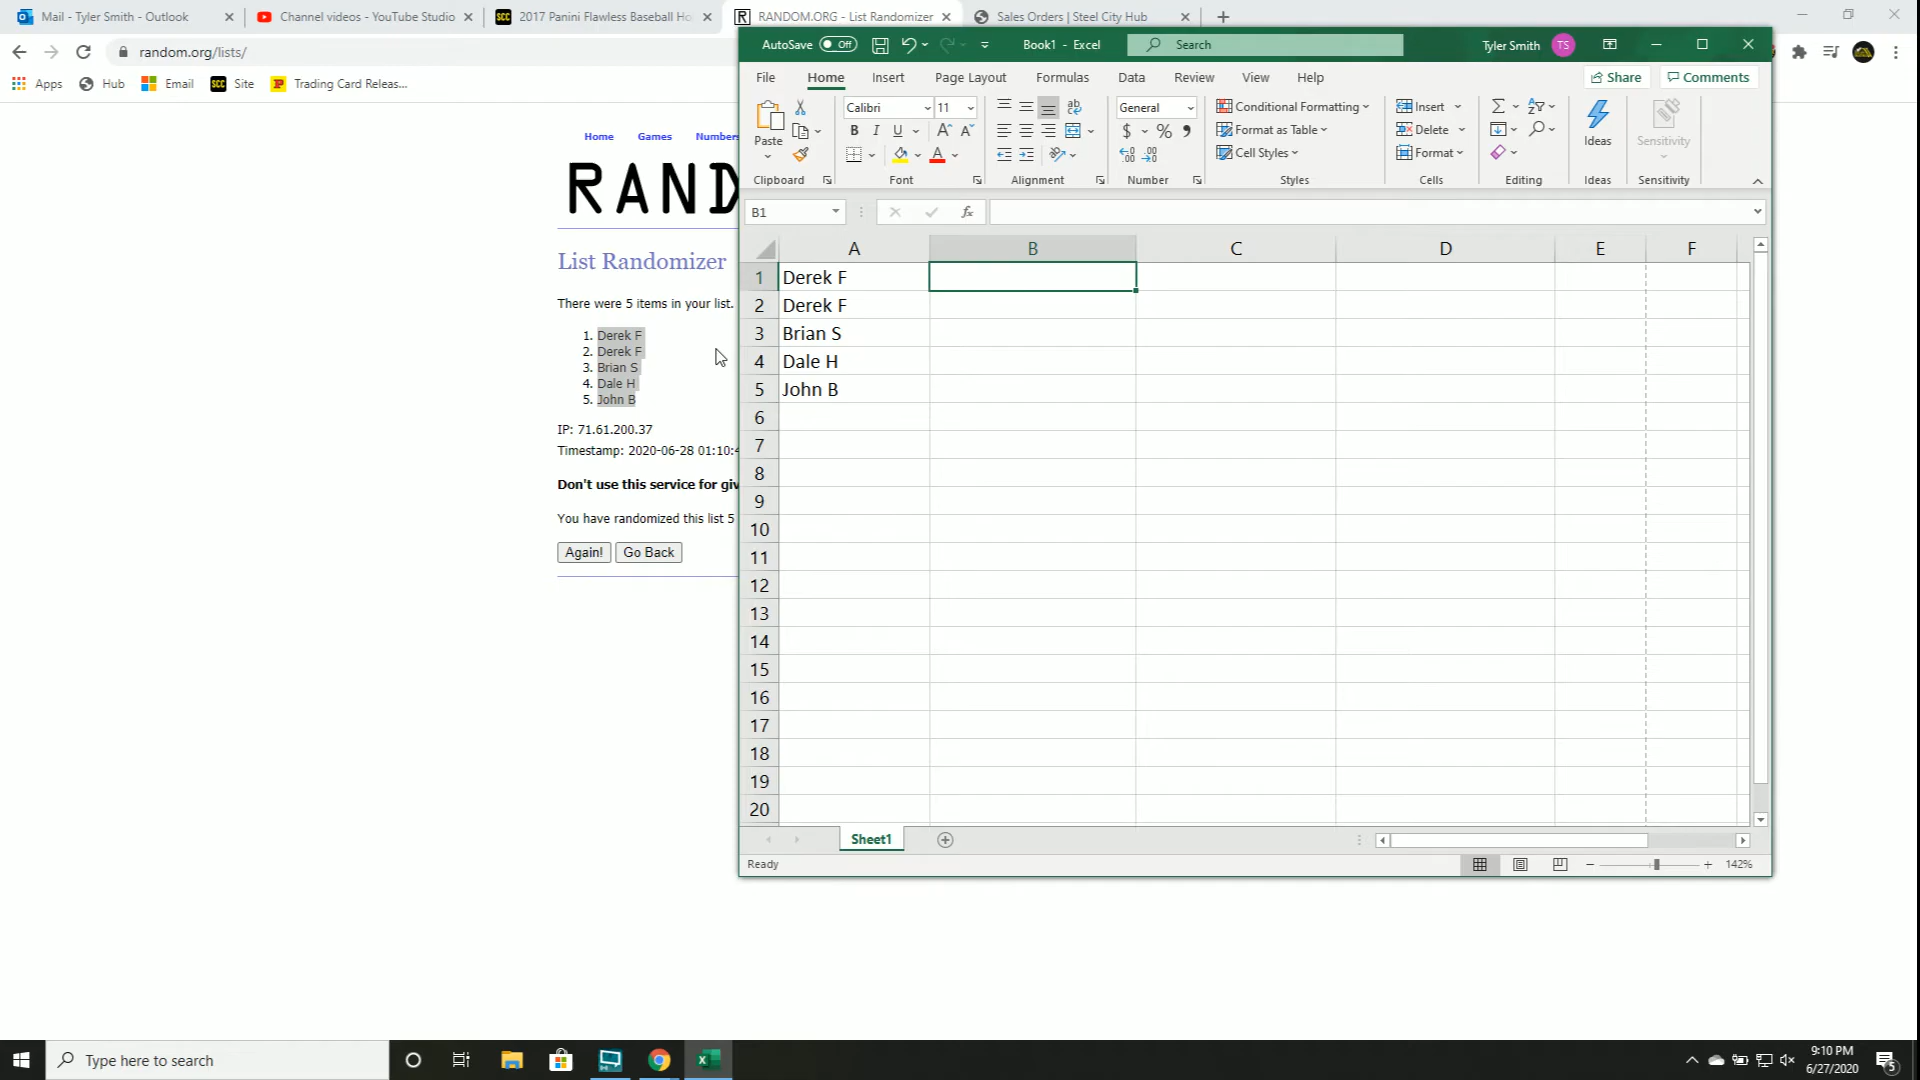 Mail - Tyler Smith - Outlook
Channel videos - YouTube Studio
SCC 2017 Panini Flawless Baseball Ho
R RANDOM.ORG - List Randomizer
Sales Orders | Steel City Hub
random.org/lists/
Apps
Hub
Email
SCC Site
Trading Card Releas...
AutoSave Off
Book1 - Excel
Search
Tyler Smith TS
File
Home
Insert
Page Layout
Formulas
Data
Review
View
Help
Share
Comments
Paste
Calibri
11
General
Conditional Formatting
Format as Table
Cell Styles
Insert
Delete
Format
Ideas
Sensitivity
Clipboard
Font
Alignment
Number
Styles
Cells
Editing
Ideas
Sensitivity
B1
fx
A B C D E F
1 Derek F
2 Derek F
3 Brian S
4 Dale H
5 John B
6
7
8
9
10
11
12
13
14
15
16
17
18
19
20
Sheet1
Ready
142%
Home Games Numbers
RAND
List Randomizer
There were 5 items in your list.
1. Derek F
2. Derek F
3. Brian S
4. Dale H
5. John B
IP: 71.61.200.37
Timestamp: 2020-06-28 01:10:4
Don't use this service for giv
You have randomized this list 5
Again! Go Back
Type here to search
9:10 PM
6/27/2020
5